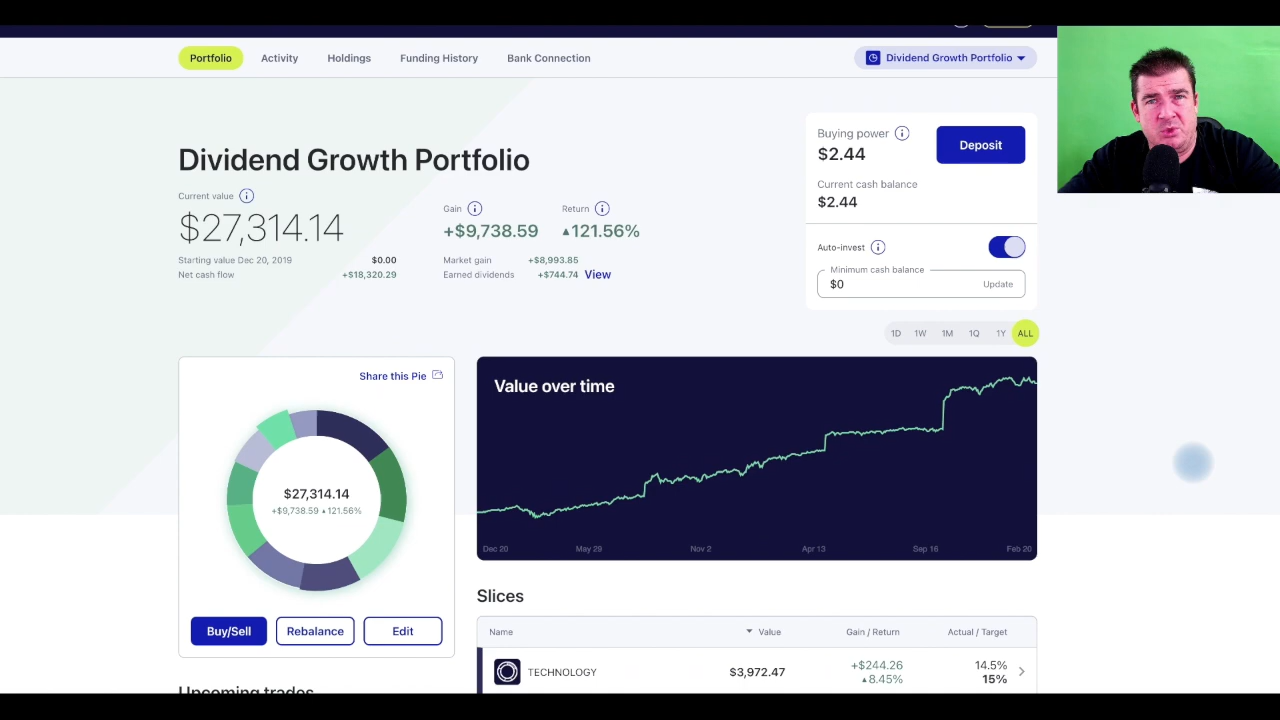 Portfolio
Activity
Holdings
Funding History
Bank Connection
Dividend Growth Portfolio
Dividend Growth Portfolio
Current value
$27,314.14
Starting value Dec 20, 2019 $0.00
Net cash flow +$18,320.29
Gain
+$9,738.59
Return
▲121.56%
Market gain +$8,993.85
Earned dividends +$744.74 View
Buying power
$2.44
Deposit
Current cash balance
$2.44
Auto-invest
Minimum cash balance
$0 Update
1D 1W 1M 1Q 1Y ALL
Share this Pie
$27,314.14
+$9,738.59 ▲121.56%
Buy/Sell
Rebalance
Edit
Value over time
Dec 20 May 29 Nov 2 Apr 13 Sep 16 Feb 20
Slices
Name Value Gain / Return Actual / Target
TECHNOLOGY $3,972.47 +$244.26 14.5%
▲8.45% 15%
Upcoming trades